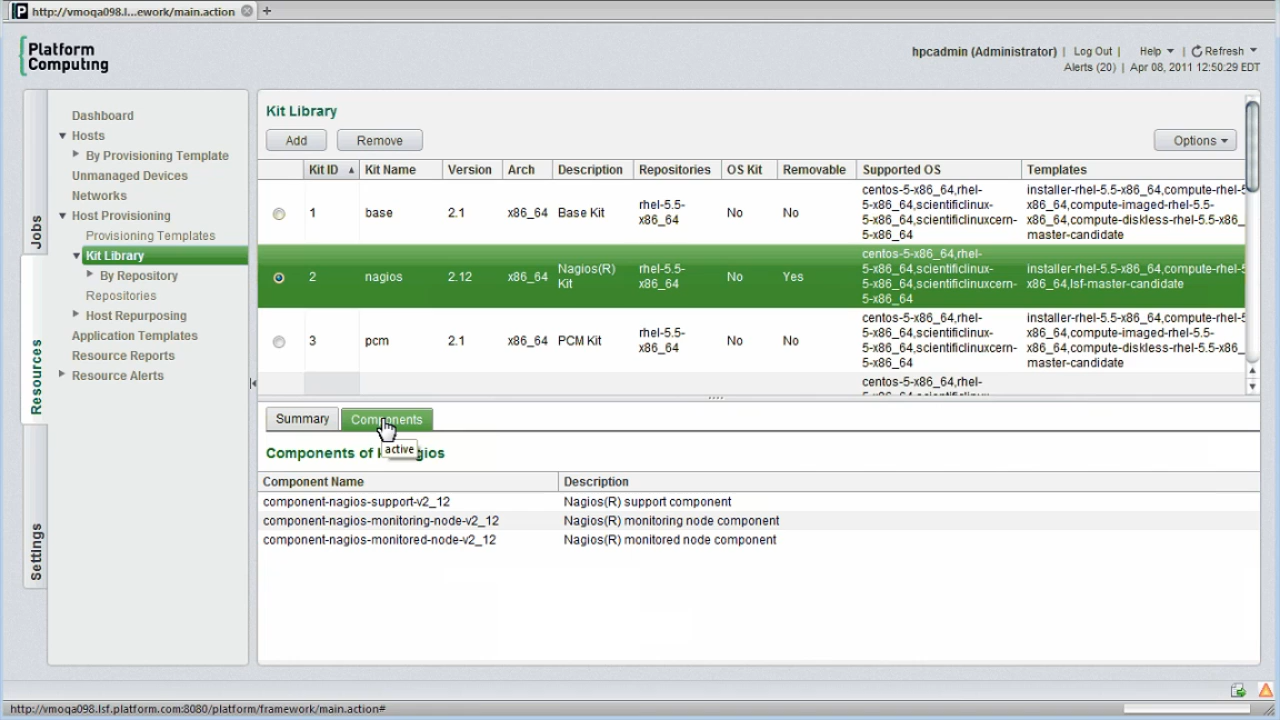 http://vmoqa098.l...ework/main.action
Platform
Computing
hpcadmin (Administrator) | Log Out | Help | Refresh
Alerts (20) | Apr 08, 2011 12:50:29 EDT
Jobs
Resources
Settings
Dashboard
Hosts
By Provisioning Template
Unmanaged Devices
Networks
Host Provisioning
Provisioning Templates
Kit Library
By Repository
Repositories
Host Repurposing
Application Templates
Resource Reports
Resource Alerts
Kit Library
Add Remove Options
Kit ID Kit Name Version Arch Description Repositories OS Kit Removable Supported OS Templates
1 base 2.1 x86_64 Base Kit rhel-5.5-x86_64 No No centos-5-x86_64,rhel-5-x86_64,scientificlinux-5-x86_64,scientificlinuxcern-5-x86_64 installer-rhel-5.5-x86_64,compute-rhel-5 x86_64,compute-imaged-rhel-5.5-x86_64,compute-diskless-rhel-5.5-x86_ master-candidate
2 nagios 2.12 x86_64 Nagios(R) Kit rhel-5.5-x86_64 No Yes centos-5-x86_64,rhel-5-x86_64,scientificlinux-5-x86_64,scientificlinuxcern-5-x86_64 installer-rhel-5.5-x86_64,compute-rhel-5 x86_64,lsf-master-candidate
3 pcm 2.1 x86_64 PCM Kit rhel-5.5-x86_64 No No centos-5-x86_64,rhel-5-x86_64,scientificlinux-5-x86_64,scientificlinuxcern-5-x86_64 installer-rhel-5.5-x86_64,compute-rhel-5 x86_64,compute-imaged-rhel-5.5-x86_64,compute-diskless-rhel-5.5-x86_ master-candidate
centos-5-x86_64,rhel-
Summary Components
active
Components of
Component Name Description
component-nagios-support-v2_12 Nagios(R) support component
component-nagios-monitoring-node-v2_12 Nagios(R) monitoring node component
component-nagios-monitored-node-v2_12 Nagios(R) monitored node component
http://vmoqa098.lsf.platform.com:8080/platform/framework/main.action#